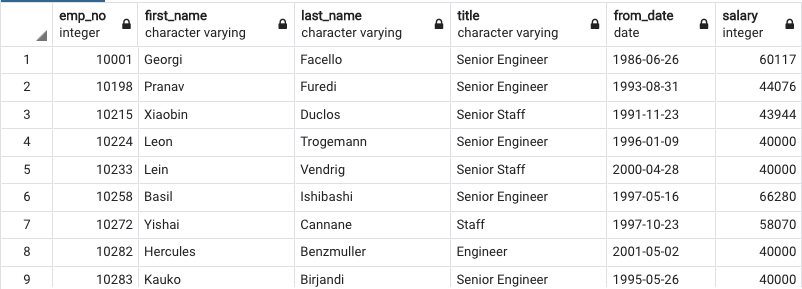 emp_no first_name last_name title from_date salary
integer character varying character varying character varying date integer
1 10001 Georgi Facello Senior Engineer 1986-06-26 60117
2 10198 Pranav Furedi Senior Engineer 1993-08-31 44076
3 10215 Xiaobin Duclos Senior Staff 1991-11-23 43944
4 10224 Leon Trogemann Senior Engineer 1996-01-09 40000
5 10233 Lein Vendrig Senior Staff 2000-04-28 40000
6 10258 Basil Ishibashi Senior Engineer 1997-05-16 66280
7 10272 Yishai Cannane Staff 1997-10-23 58070
8 10282 Hercules Benzmuller Engineer 2001-05-02 40000
9 10283 Kauko Birjandi Senior Engineer 1995-05-26 40000